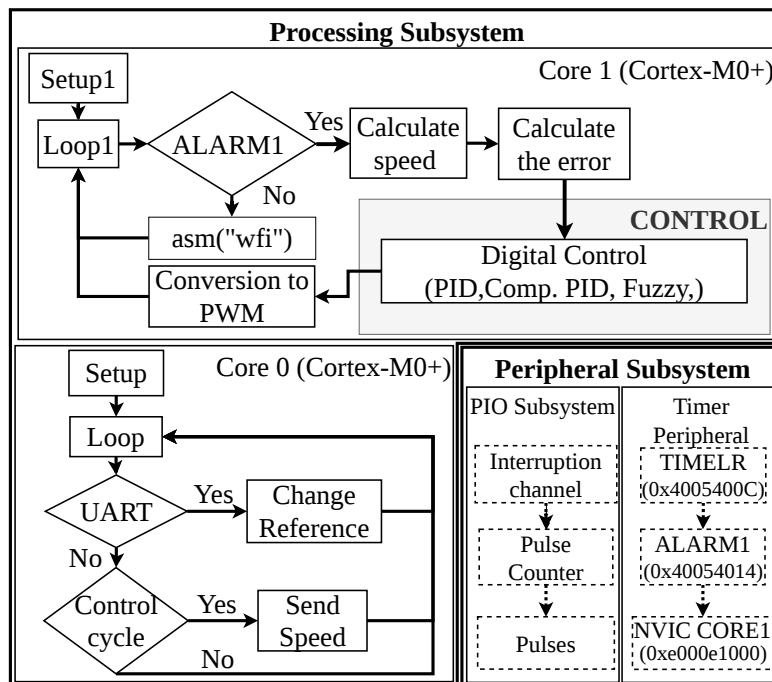 Processing Subsystem
Core 1 (Cortex-M0+)
Setup1
Loop1
ALARM1
Yes
Calculate
speed
Calculate
the error
No
asm("wfi")
CONTROL
Digital Control
(PID,Comp. PID, Fuzzy,)
Conversion to
PWM
Core 0 (Cortex-M0+)
Setup
Loop
UART
Yes
Change
Reference
No
Control
cycle
Yes
Send
Speed
No
Peripheral Subsystem
PIO Subsystem
Interruption
channel
Pulse
Counter
Pulses
Timer
Peripheral
TIMELR
(0x4005400C)
ALARM1
(0x40054014)
NVIC CORE1
(0xe000e1000)